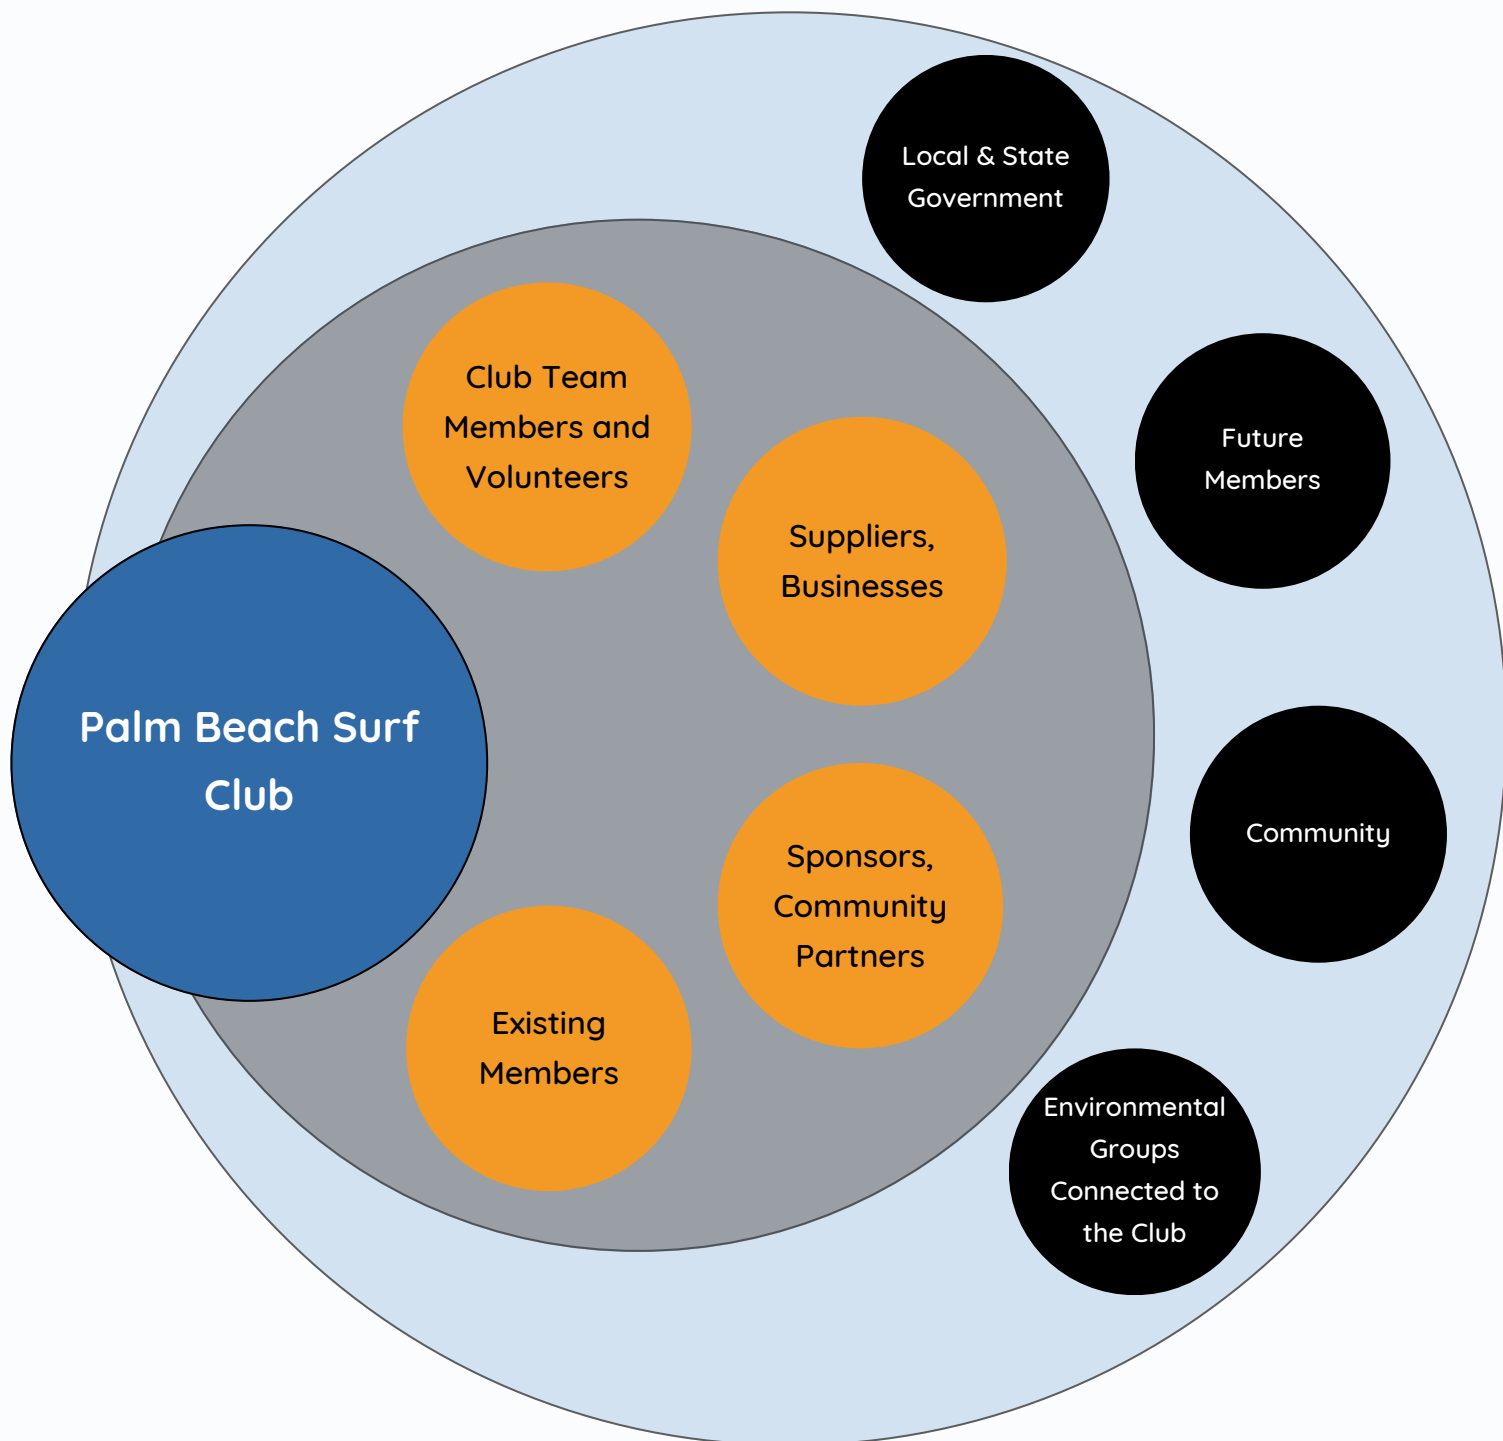 Local & State
Government
Club Team
Members and
Volunteers
Future
Members
Suppliers,
Businesses
Palm Beach Surf
Club
Community
Sponsors,
Community
Partners
Existing
Members
Environmental
Groups
Connected to
the Club